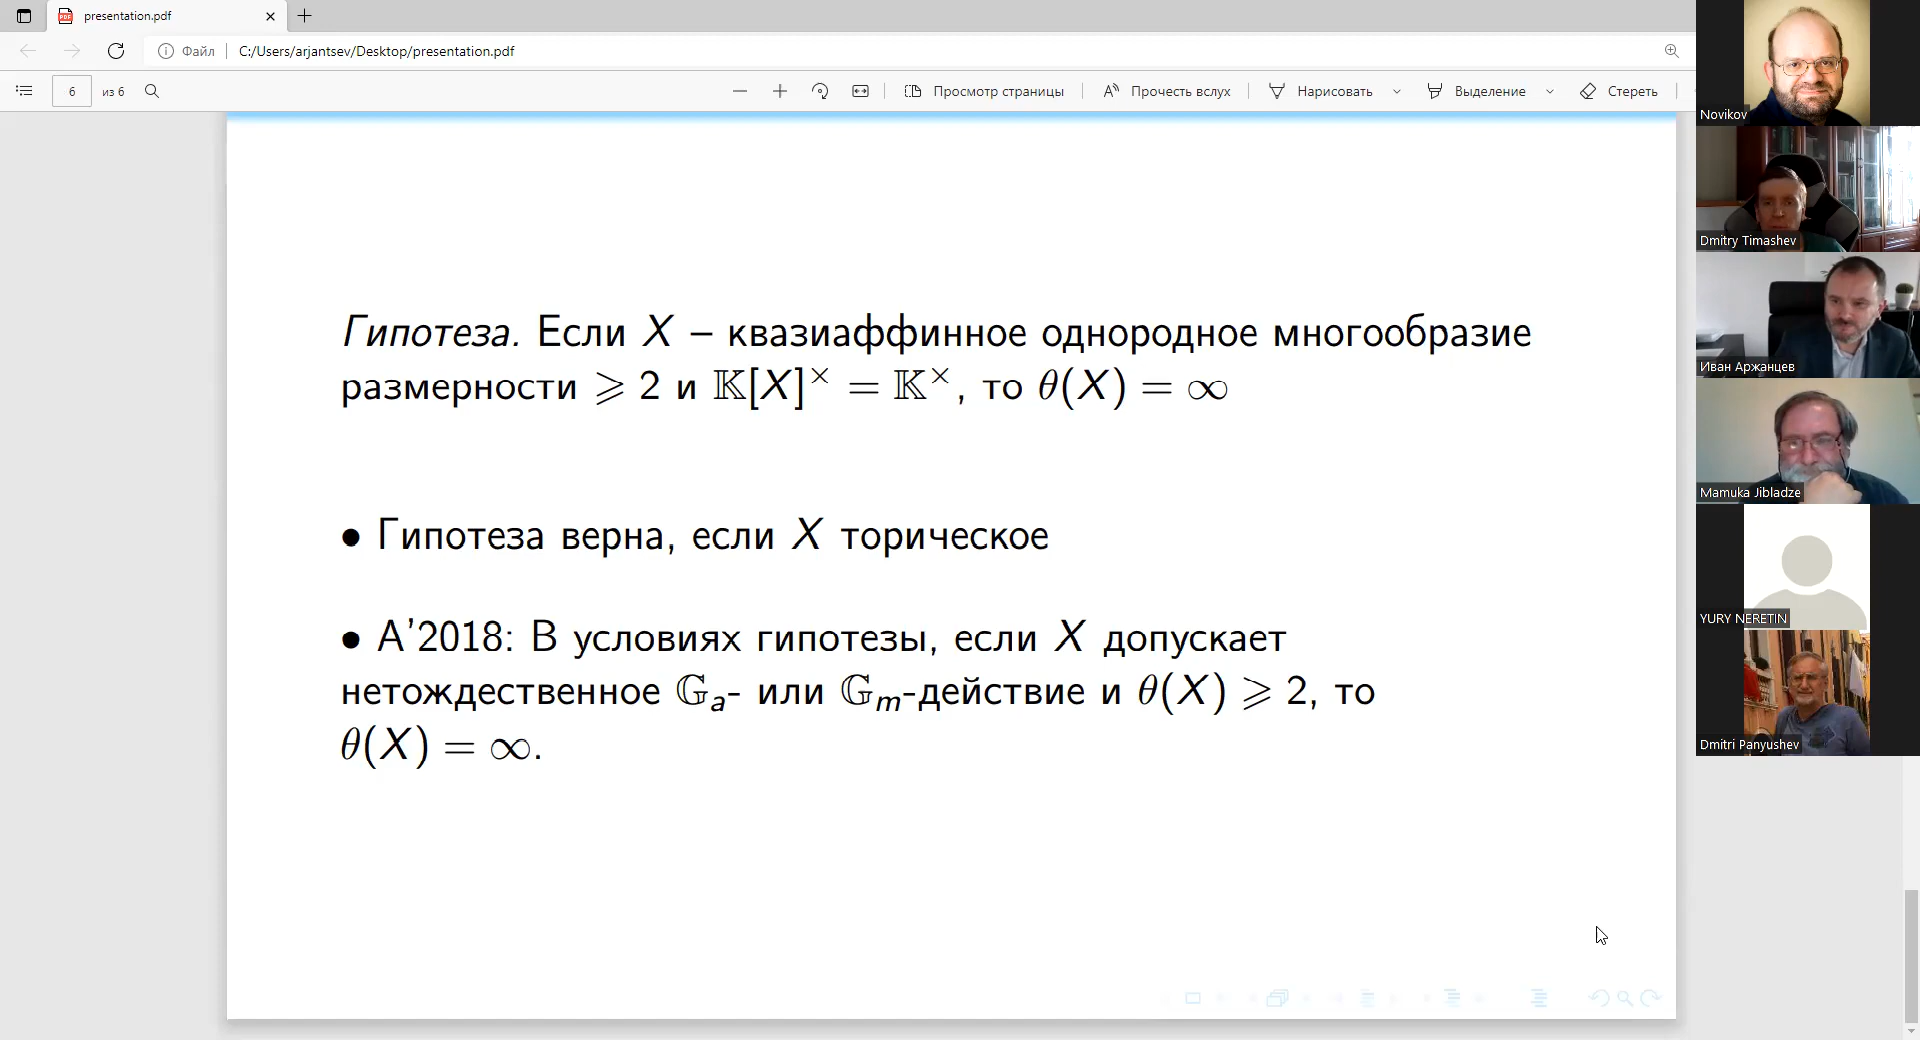 presentation.pdf
Файл
C:/Users/arjantsev/Desktop/presentation.pdf
6 из 6
Просмотр страницы
Прочесть вслух
Нарисовать
Выделение
Стереть
Гипотеза. Если X – квазиаффинное однородное многообразие
размерности ⩾ 2 и 𝕂[X]× = 𝕂×, то θ(X) = ∞
• Гипотеза верна, если X торическое
• А'2018: В условиях гипотезы, если X допускает
нетождественное 𝔾a- или 𝔾m-действие и θ(X) ⩾ 2, то
θ(X) = ∞.
Novikov
Dmitry Timashev
Иван Аржанцев
Mamuka Jibladze
YURY NERETIN
Dmitri Panyushev